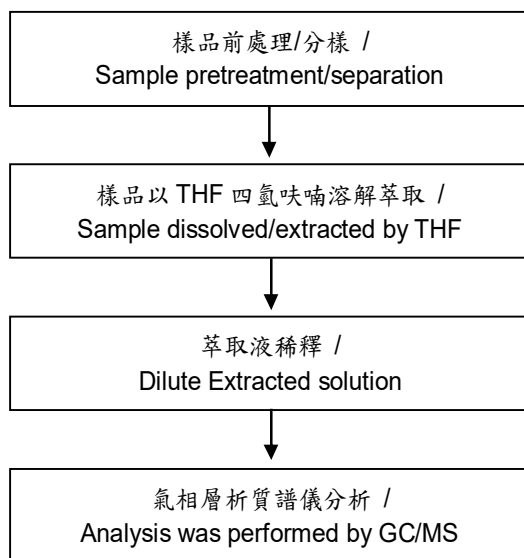 樣品前處理/分樣 /
Sample pretreatment/separation
樣品以 THF 四氫呋喃溶解萃取 /
Sample dissolved/extracted by THF
萃取液稀釋 /
Dilute Extracted solution
氣相層析質譜儀分析 /
Analysis was performed by GC/MS